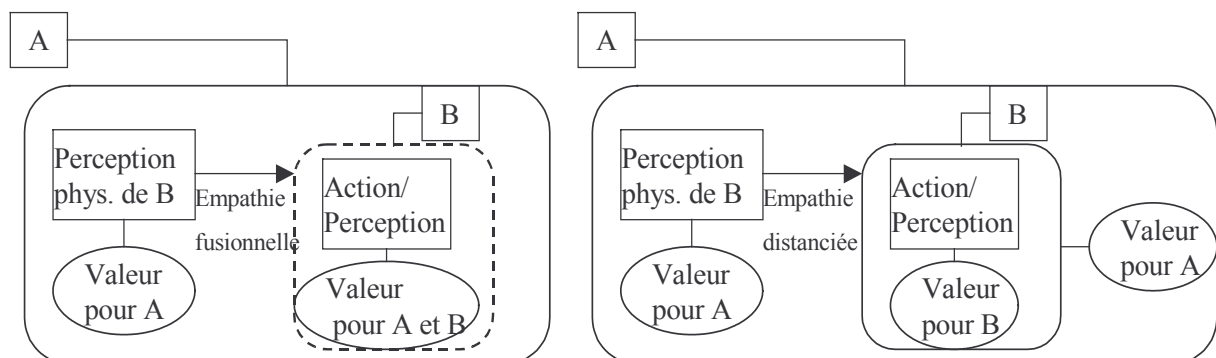 A
B
Perception
phys. de B
Empathie
fusionnelle
Action/
Perception
Valeur
pour A
Valeur
pour A et B
A
B
Perception
phys. de B
Empathie
distanciée
Action/
Perception
Valeur
pour A
Valeur
pour B
Valeur
pour A